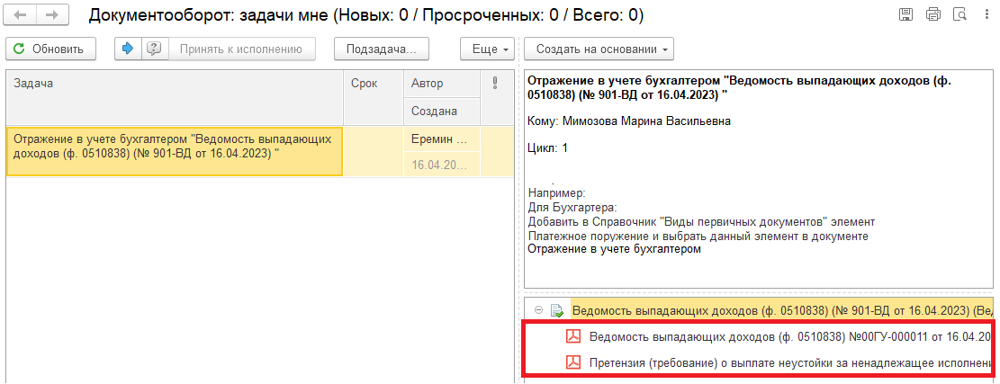 Документооборот: задачи мне (Новых: 0 / Просроченных: 0 / Всего: 0)
Обновить
Принять к исполнению
Подзадача...
Еще
Создать на основании
Задача
Срок
Автор
Создана
Отражение в учете бухгалтером "Ведомость выпадающих
доходов (ф. 0510838) (№ 901-ВД от 16.04.2023) "
Еремин ...
16.04.20...
Отражение в учете бухгалтером "Ведомость выпадающих доходов (ф.
0510838) (№ 901-ВД от 16.04.2023) "
Кому: Мимозова Марина Васильевна
Цикл: 1
.
Например:
Для Бухгартера:
Добавить в Справочник "Виды первичных документов" элемент
Платежное поружение и выбрать данный элемент в документе
Отражение в учете бухгалтером
Ведомость выпадающих доходов (ф. 0510838) (№ 901-ВД от 16.04.2023) (Вед
Ведомость выпадающих доходов (ф. 0510838) №00ГУ-000011 от 16.04.20
Претензия (требование) о выплате неустойки за ненадлежащее исполнени